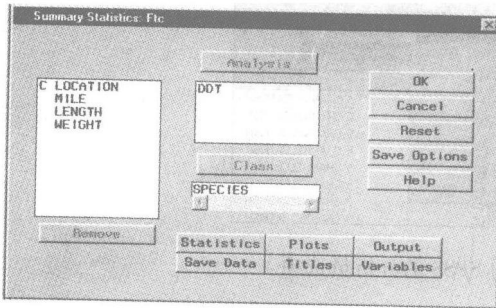 Summary Statistics: Ftc
Analysis
C LOCATION
MILE
LENGTH
WEIGHT
DDT
Class
SPECIES
Remove
OK
Cancel
Reset
Save Options
Help
Statistics Plots Output
Save Data Titles Variables